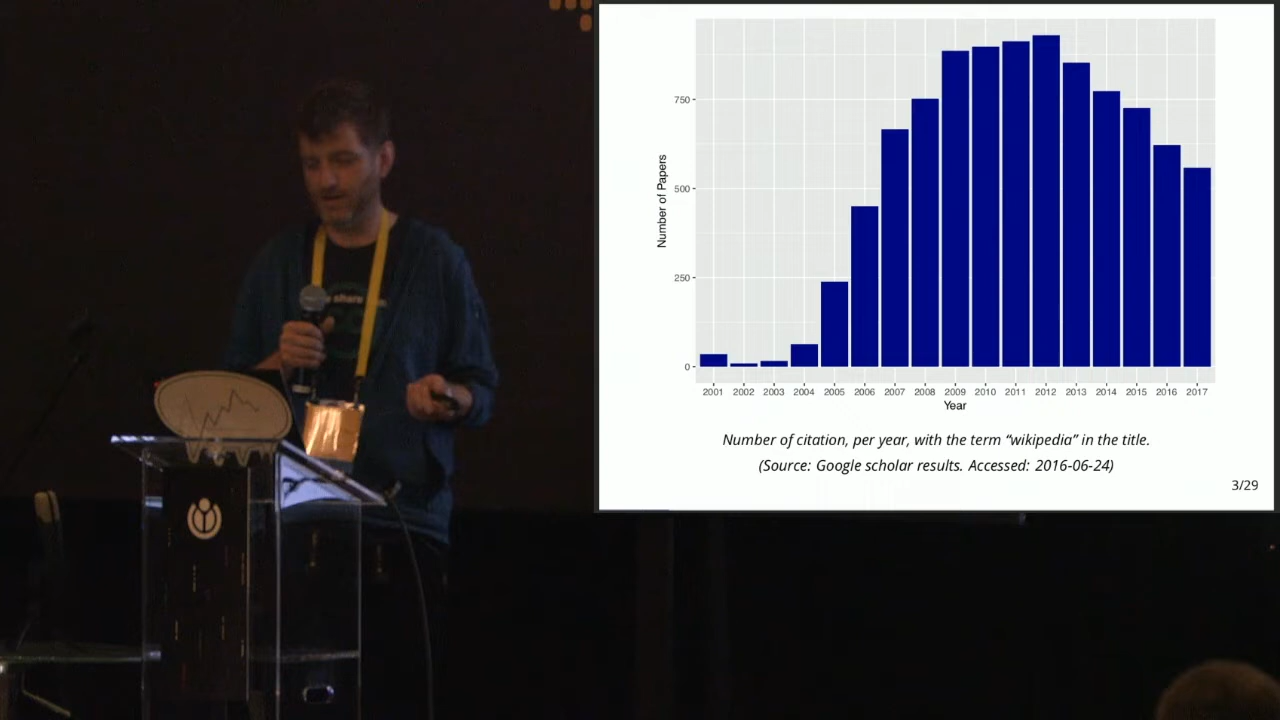 750
500
250
0
Number of Papers
2001 2002 2003 2004 2005 2006 2007 2008 2009 2010 2011 2012 2013 2014 2015 2016 2017
Year
Number of citation, per year, with the term “wikipedia” in the title.
(Source: Google scholar results. Accessed: 2016-06-24)
3/29
share